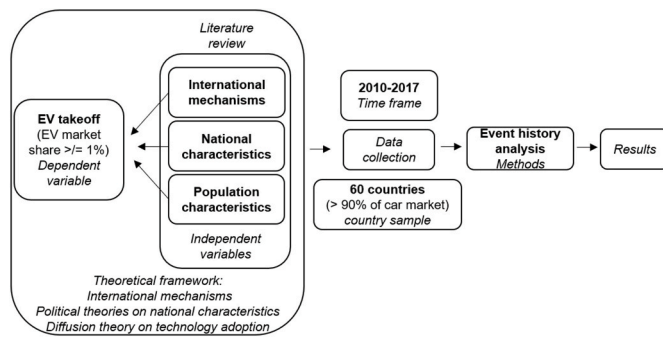 Literature
review
International
mechanisms
EV takeoff
(EV market
share >/= 1%)
Dependent
variable
National
characteristics
Population
characteristics
Independent
variables
Theoretical framework:
International mechanisms
Political theories on national characteristics
Diffusion theory on technology adoption
2010-2017
Time frame
Data
collection
60 countries
(> 90% of car market)
country sample
Event history
analysis
Methods
Results